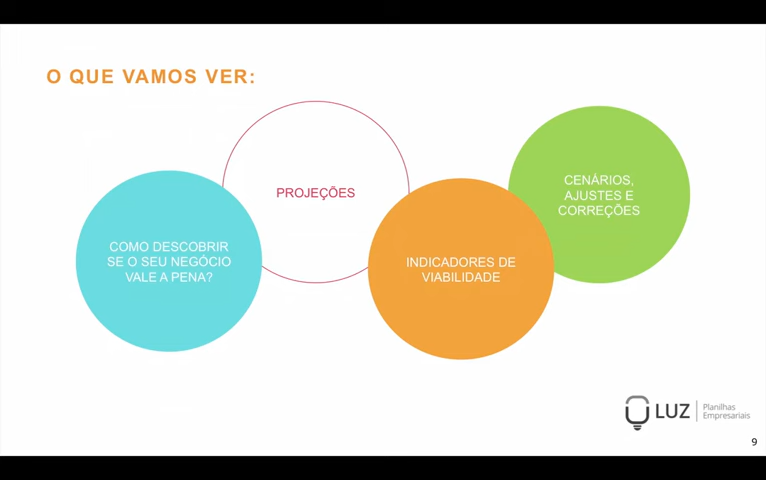 O QUE VAMOS VER:
COMO DESCOBRIR
SE O SEU NEGÓCIO
VALE A PENA?
PROJEÇÕES
INDICADORES DE
VIABILIDADE
CENÁRIOS,
AJUSTES E
CORREÇÕES
LUZ
Planilhas
Empresariais
9